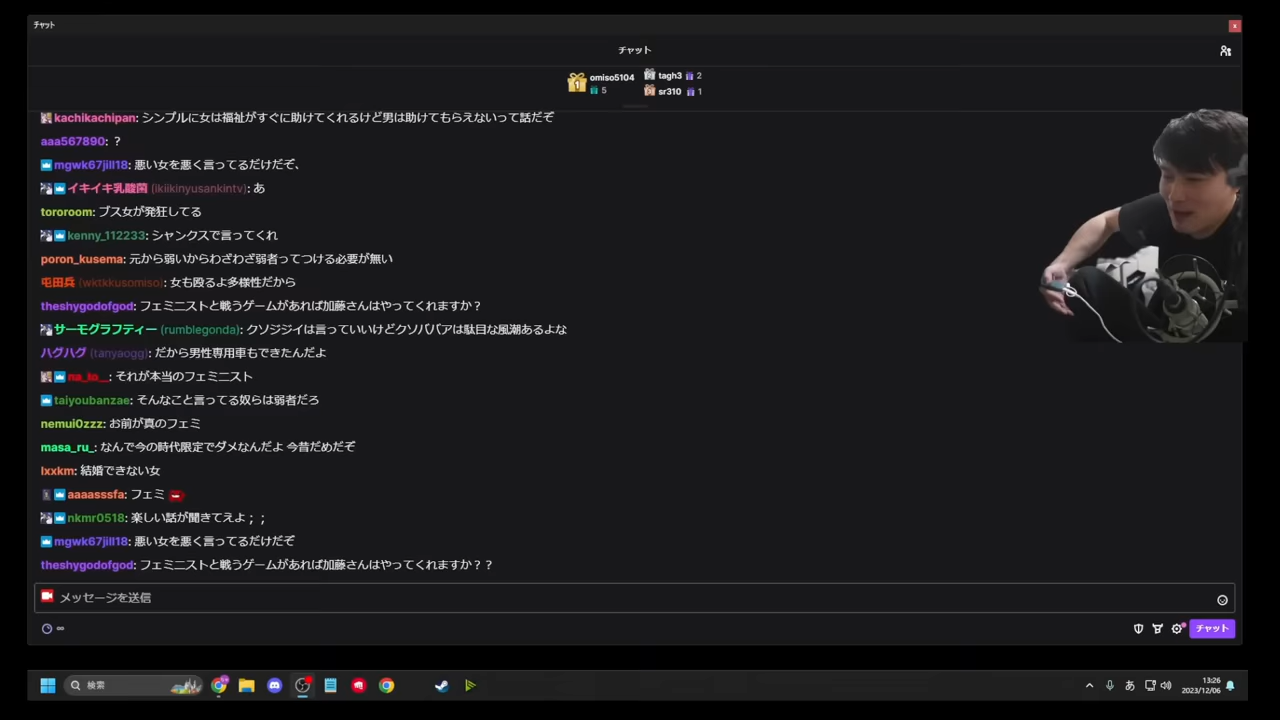 チャット
チャット
omiso5104
5
tagh3 2
sr310 1
kachikachipan: シンプルに女は福祉がすぐに助けてくれるけど男は助けてもらえないって話だぞ
aaa567890: ？
mgwk67jill18: 悪い女を悪く言ってるだけだぞ、
イキイキ乳酸菌 (ikiikinyusankintv): あ
tororoom: ブス女が発狂してる
kenny_112233: シャンクスで言ってくれ
poron_kusema: 元から弱いからわざわざ弱者ってつける必要が無い
屯田兵 (wktkkusomiso): 女も殴るよ多様性だから
theshygodofgod: フェミニストと戦うゲームがあれば加藤さんはやってくれますか？
サーモグラフティー (rumblegonda): クソジジイは言っていいけどクソババアは駄目な風潮あるよな
ハグハグ (tanyaogg): だから男性専用車もできたんだよ
na_to__: それが本当のフェミニスト
taiyoubanzae: そんなこと言ってる奴らは弱者だろ
nemui0zzz: お前が真のフェミ
masa_ru_: なんで今の時代限定でダメなんだよ 今昔だめだぞ
lxxkm: 結婚できない女
aaaasssfa: フェミ
nkmr0518: 楽しい話が聞きてえよ；；
mgwk67jill18: 悪い女を悪く言ってるだけだぞ
theshygodofgod: フェミニストと戦うゲームがあれば加藤さんはやってくれますか？？
メッセージを送信
∞
チャット
検索
あ
13:26
2023/12/06